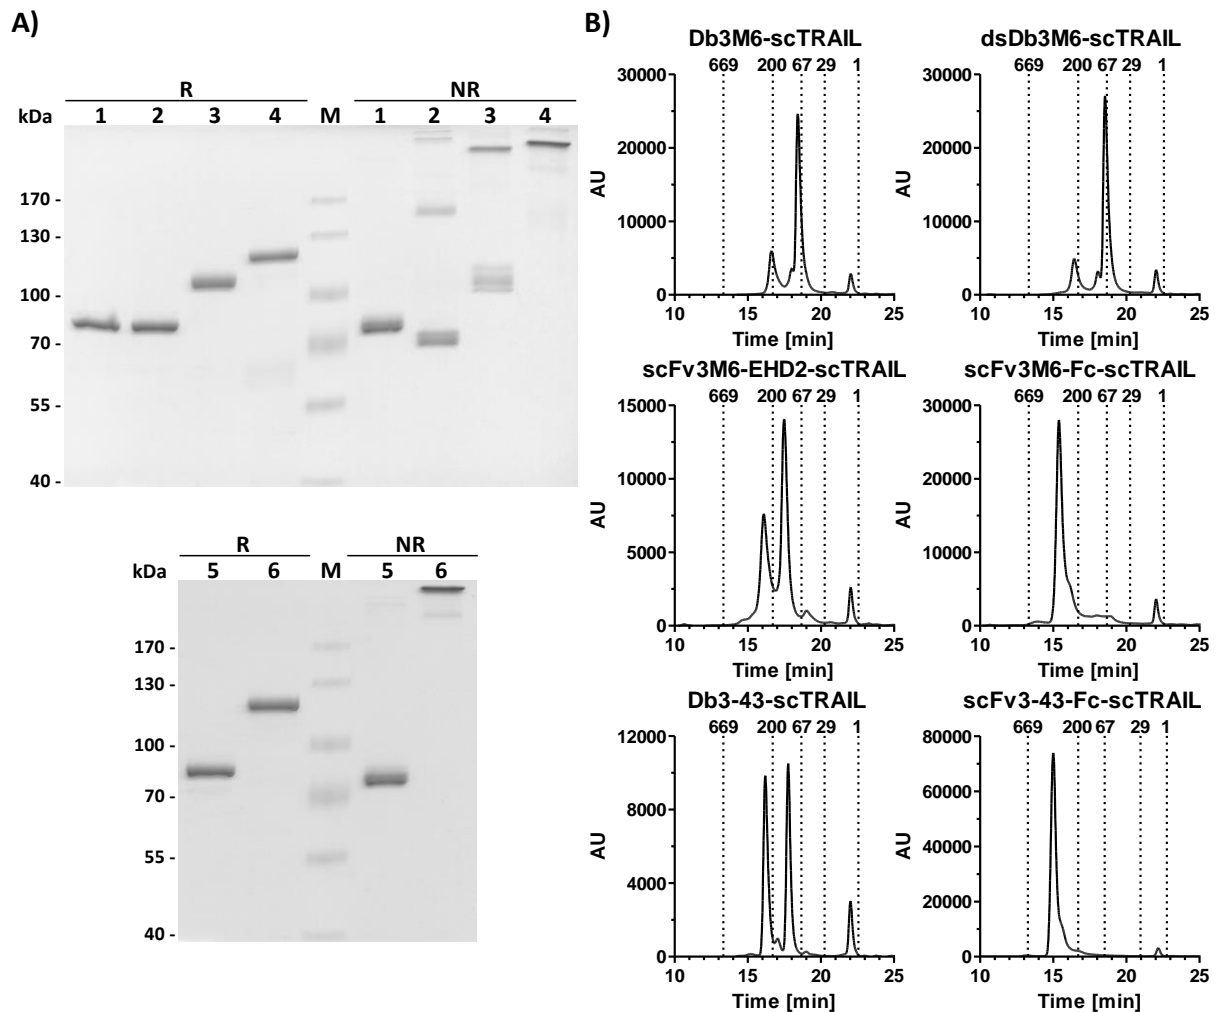 A)
R NR
kDa 1 2 3 4 M 1 2 3 4
170 -
130 -
100 -
70 -
55 -
40 -
R NR
kDa 5 6 M 5 6
170 -
130 -
100 -
70 -
55 -
40 -
B)
Db3M6-scTRAIL
669 200 67 29 1
30000
20000
10000
0
AU
10 15 20 25
Time [min]
dsDb3M6-scTRAIL
669 200 67 29 1
30000
20000
10000
0
AU
10 15 20 25
Time [min]
scFv3M6-EHD2-scTRAIL
669 200 67 29 1
15000
10000
5000
0
AU
10 15 20 25
Time [min]
scFv3M6-Fc-scTRAIL
669 200 67 29 1
30000
20000
10000
0
AU
10 15 20 25
Time [min]
Db3-43-scTRAIL
669 200 67 29 1
12000
8000
4000
0
AU
10 15 20 25
Time [min]
scFv3-43-Fc-scTRAIL
669 200 67 29 1
80000
60000
40000
20000
0
AU
10 15 20 25
Time [min]